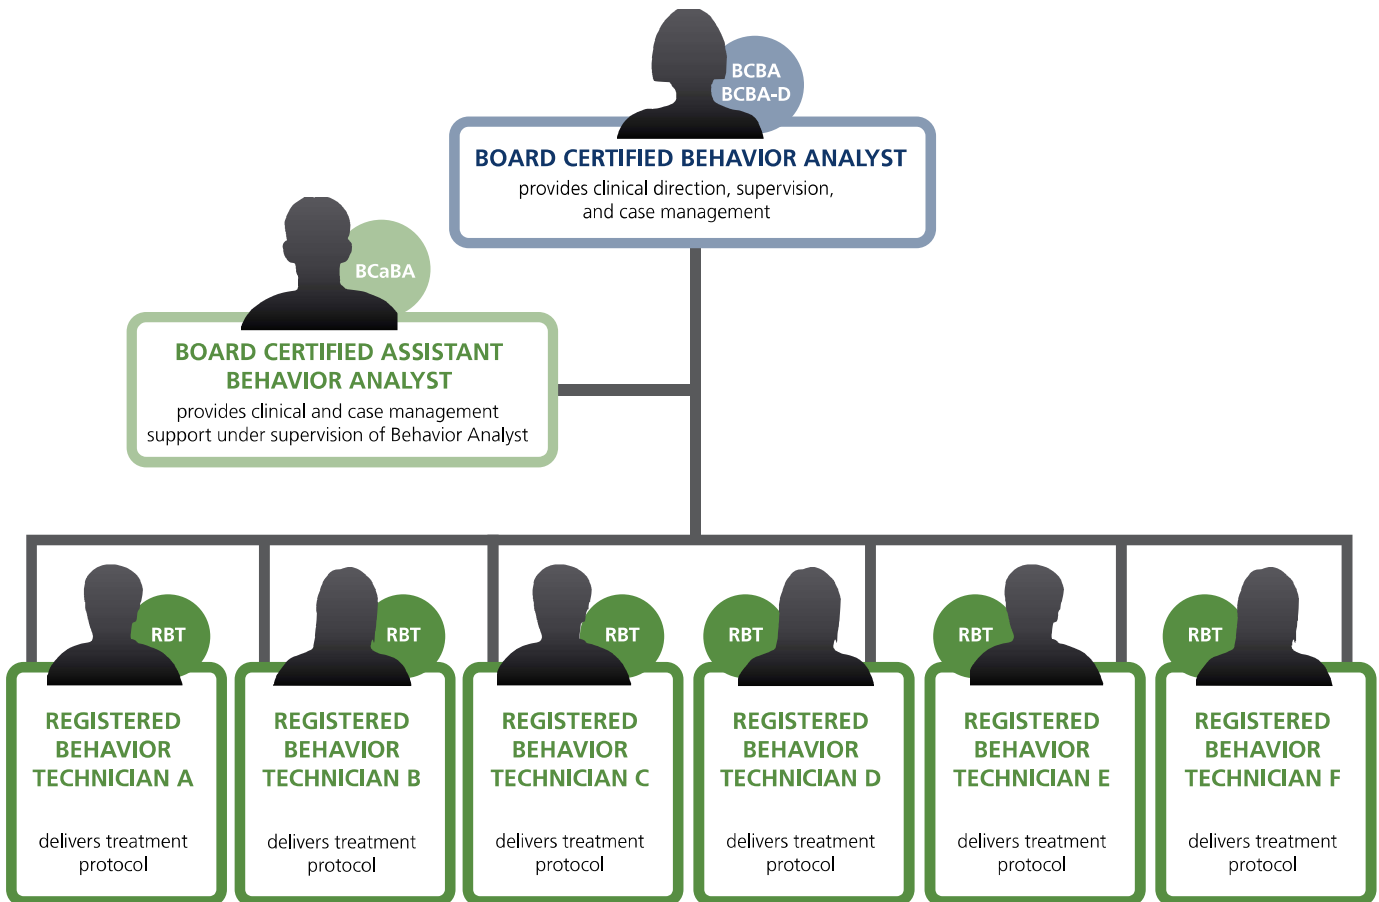 BCBA
BCBA-D
BOARD CERTIFIED BEHAVIOR ANALYST
provides clinical direction, supervision,
and case management
BCaBA
BOARD CERTIFIED ASSISTANT
BEHAVIOR ANALYST
provides clinical and case management
support under supervision of Behavior Analyst
RBT
REGISTERED
BEHAVIOR
TECHNICIAN A
delivers treatment
protocol
RBT
REGISTERED
BEHAVIOR
TECHNICIAN B
delivers treatment
protocol
RBT
REGISTERED
BEHAVIOR
TECHNICIAN C
delivers treatment
protocol
RBT
REGISTERED
BEHAVIOR
TECHNICIAN D
delivers treatment
protocol
RBT
REGISTERED
BEHAVIOR
TECHNICIAN E
delivers treatment
protocol
RBT
REGISTERED
BEHAVIOR
TECHNICIAN F
delivers treatment
protocol